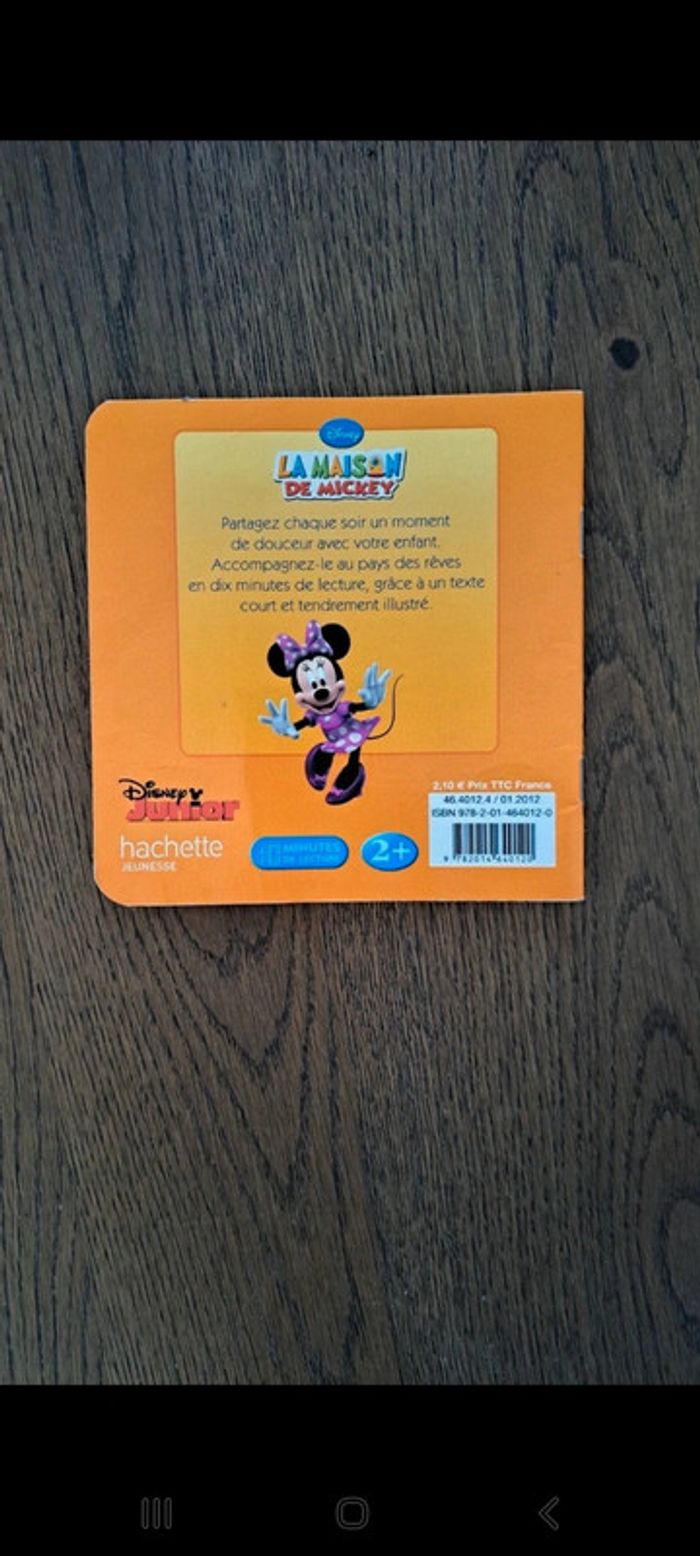 Disney
LA MAISON
DE MICKEY
Partagez chaque soir un moment
de douceur avec votre enfant.
Accompagnez-le au pays des rêves
en dix minutes de lecture, grâce à un texte
court et tendrement illustré.
2,10 € Prix TTC France
46.4012.4 / 01.2012
ISBN 978-2-01-464012-0
9 782014 640120
Disney
Junior
hachette
JEUNESSE
MINUTES
DE LECTURE
2+